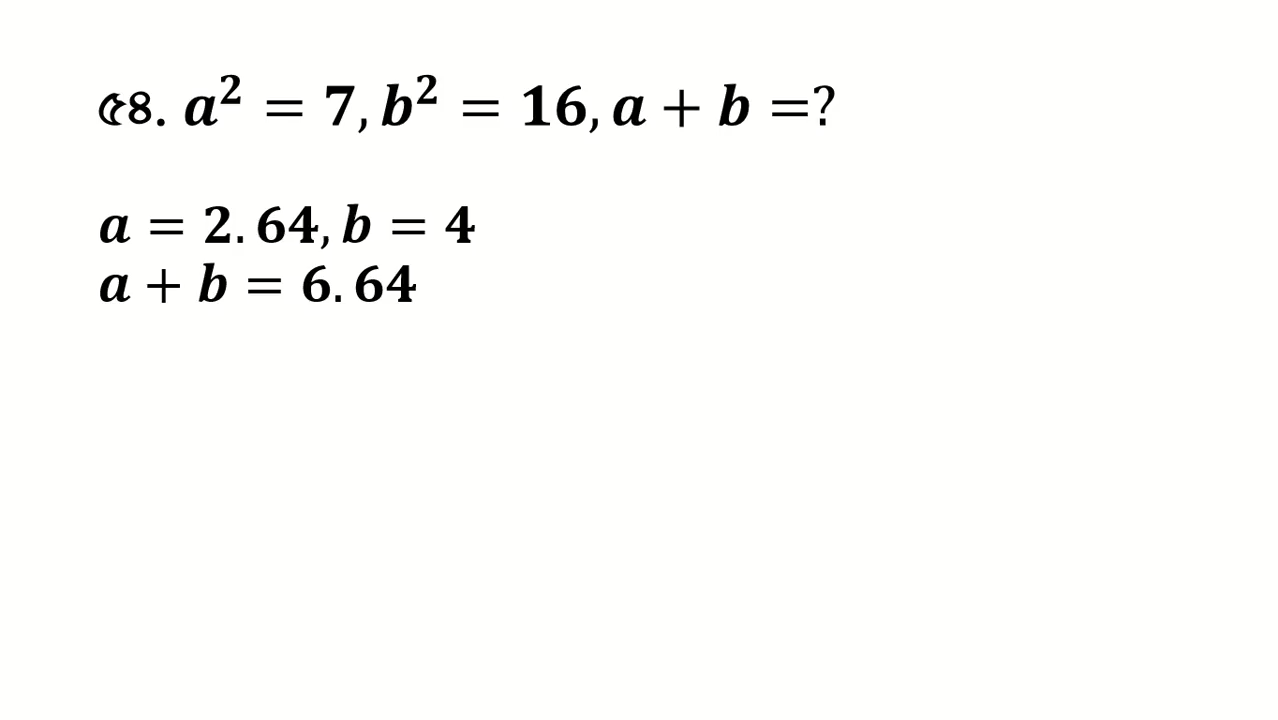 8. a² = 7, b² = 16, a + b =?
a = 2.64, b = 4
a + b = 6.64